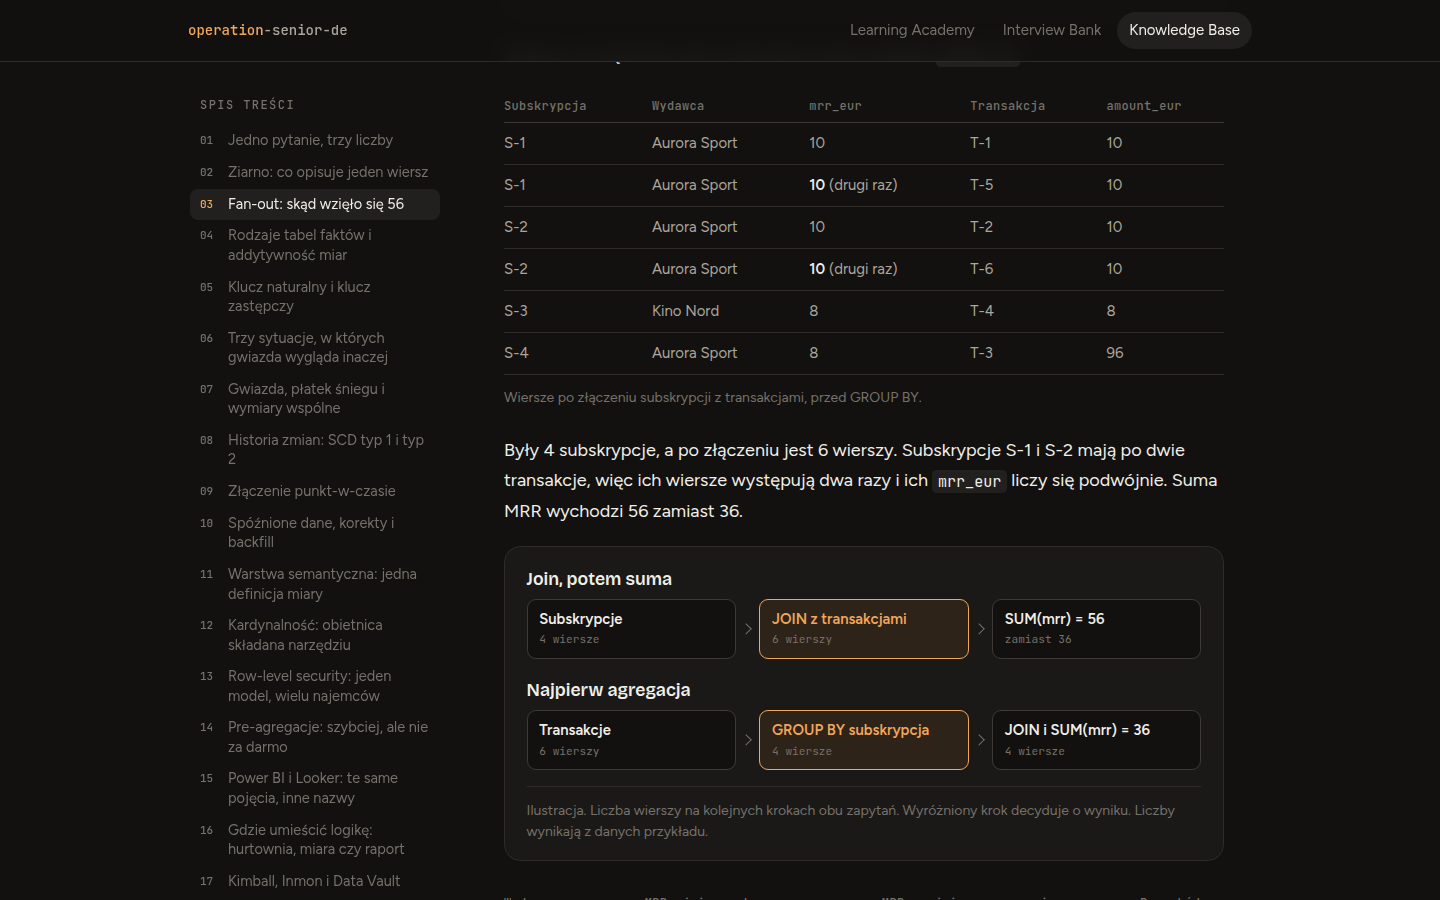 operation-senior-de
Learning Academy Interview Bank Knowledge Base
SPIS TREŚCI
01 Jedno pytanie, trzy liczby
02 Ziarno: co opisuje jeden wiersz
03 Fan-out: skąd wzięło się 56
04 Rodzaje tabel faktów i
addytywność miar
05 Klucz naturalny i klucz
zastępczy
06 Trzy sytuacje, w których
gwiazda wygląda inaczej
07 Gwiazda, płatek śniegu i
wymiary wspólne
08 Historia zmian: SCD typ 1 i typ
2
09 Złączenie punkt-w-czasie
10 Spóźnione dane, korekty i
backfill
11 Warstwa semantyczna: jedna
definicja miary
12 Kardynalność: obietnica
składana narzędziu
13 Row-level security: jeden
model, wielu najemców
14 Pre-agregacje: szybciej, ale nie
za darmo
15 Power BI i Looker: te same
pojęcia, inne nazwy
16 Gdzie umieścić logikę:
hurtownia, miara czy raport
17 Kimball, Inmon i Data Vault
Subskrypcja Wydawca mrr_eur Transakcja amount_eur
S-1 Aurora Sport 10 T-1 10
S-1 Aurora Sport 10 (drugi raz) T-5 10
S-2 Aurora Sport 10 T-2 10
S-2 Aurora Sport 10 (drugi raz) T-6 10
S-3 Kino Nord 8 T-4 8
S-4 Aurora Sport 8 T-3 96
Wiersze po złączeniu subskrypcji z transakcjami, przed GROUP BY.
Były 4 subskrypcje, a po złączeniu jest 6 wierszy. Subskrypcje S-1 i S-2 mają po dwie
transakcje, więc ich wiersze występują dwa razy i ich mrr_eur liczy się podwójnie. Suma
MRR wychodzi 56 zamiast 36.
Join, potem suma
Subskrypcje JOIN z transakcjami SUM(mrr) = 56
4 wiersze 6 wierszy zamiast 36
Najpierw agregacja
Transakcje GROUP BY subskrypcja JOIN i SUM(mrr) = 36
6 wierszy 4 wiersze 4 wiersze
Ilustracja. Liczba wierszy na kolejnych krokach obu zapytań. Wyróżniony krok decyduje o wyniku. Liczby
wynikają z danych przykładu.